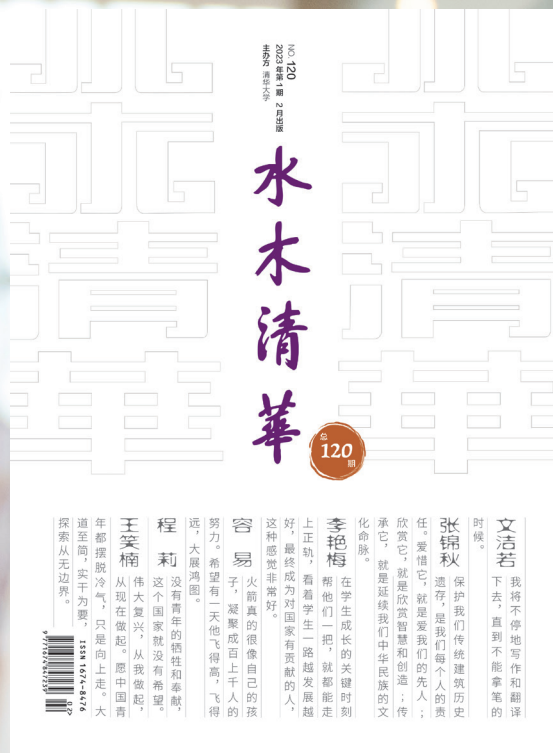 NO. 120
2023 年第 1 期 2 月出版
主办方 清华大学
水木清華
水木清華
水木清華
总
120
期
文洁若
我将不停地写作和翻译
下去，直到不能拿笔的
时候。
张锦秋
保护我们传统建筑历史
遗存，是我们每个人的责
任。爱惜它，就是爱我们的先人；
欣赏它，就是欣赏智慧和创造；传
承它，就是延续我们中华民族的文
化命脉。
李艳梅
在学生成长的关键时刻
帮他们一把，就都能走
上正轨，看着学生一路越发展越
好，最终成为对国家有贡献的人，
这种感觉非常好。
容易
火箭真的很像自己的孩
子，凝聚成百上千人的
努力。希望有一天他飞得高，飞得
远，大展鸿图。
程莉
没有青年的牺牲和奉献，
这个国家就没有希望。
王笑楠
伟大复兴，从我做起，
从现在做起。愿中国青
年都摆脱冷气，只是向上走。大
道至简，实干为要，
探索从无边界。
ISSN 1674-8476
9771674847239
02>